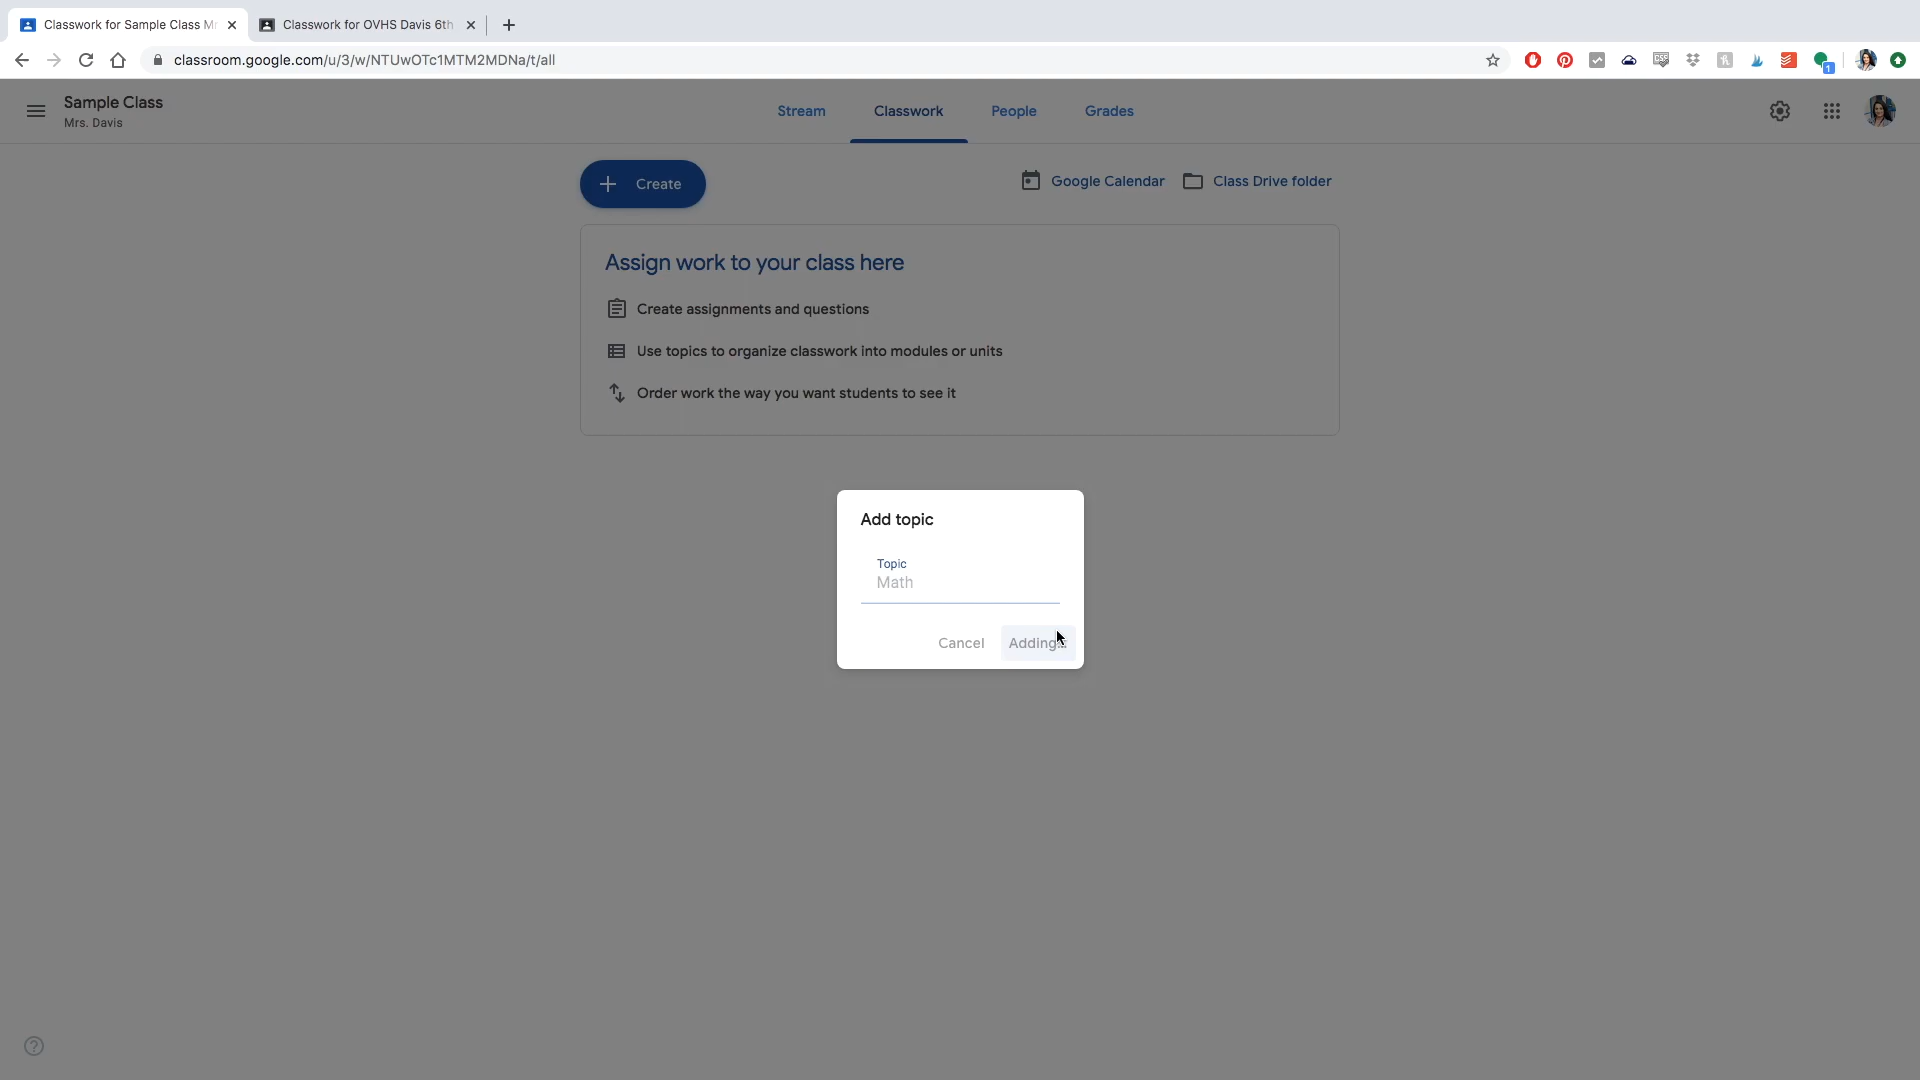 Classwork for Sample Class Mr
Classwork for OVHS Davis 6th
classroom.google.com/u/3/w/NTUwOTc1MTM2MDNa/t/all
CSS
1
Sample Class
Mrs. Davis
Stream
Classwork
People
Grades
Create
Google Calendar
Class Drive folder
Assign work to your class here
Create assignments and questions
Use topics to organize classwork into modules or units
Order work the way you want students to see it
Add topic
Topic
Math
Cancel
Adding...